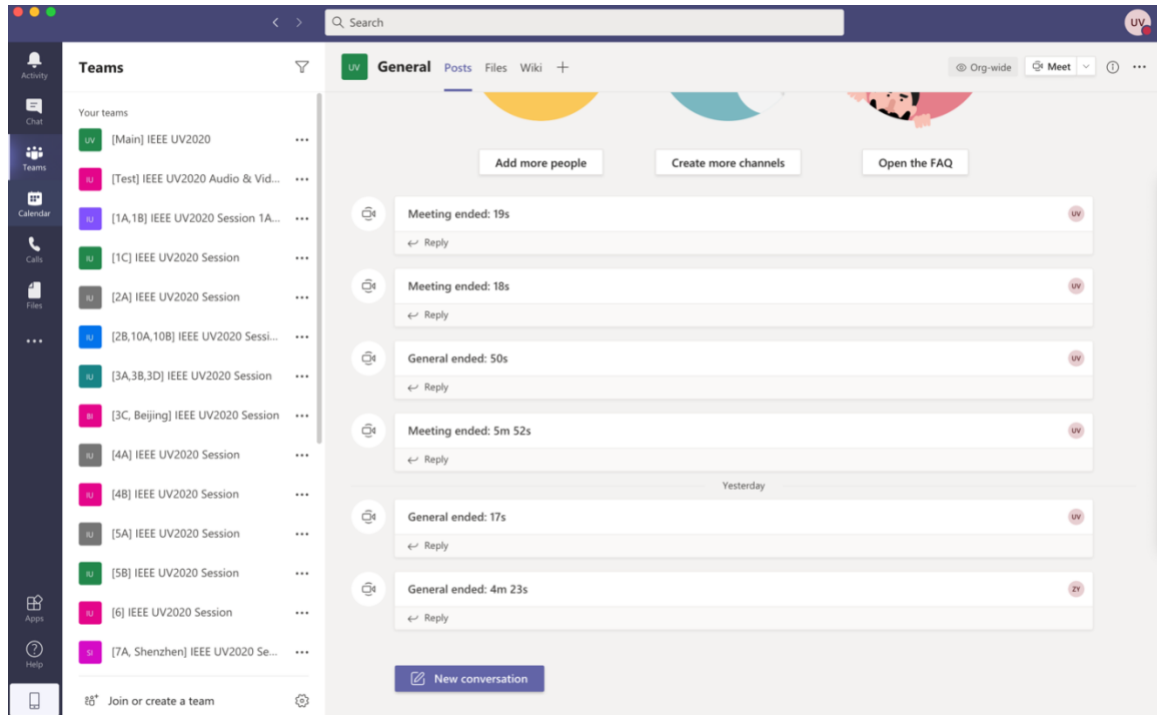 Search
UV
Activity
Chat
Teams
Calendar
Calls
Files
Apps
Help
Teams
Your teams
UV [Main] IEEE UV2020
IU [Test] IEEE UV2020 Audio & Vid...
IU [1A,1B] IEEE UV2020 Session 1A...
IU [1C] IEEE UV2020 Session
IU [2A] IEEE UV2020 Session
IU [2B,10A,10B] IEEE UV2020 Sessi...
IU [3A,3B,3D] IEEE UV2020 Session
BI [3C, Beijing] IEEE UV2020 Session
IU [4A] IEEE UV2020 Session
IU [4B] IEEE UV2020 Session
IU [5A] IEEE UV2020 Session
IU [5B] IEEE UV2020 Session
IU [6] IEEE UV2020 Session
SI [7A, Shenzhen] IEEE UV2020 Se...
Join or create a team
UV General Posts Files Wiki
Org-wide Meet
Add more people Create more channels Open the FAQ
Meeting ended: 19s UV
Reply
Meeting ended: 18s UV
Reply
General ended: 50s UV
Reply
Meeting ended: 5m 52s UV
Reply
Yesterday
General ended: 17s UV
Reply
General ended: 4m 23s ZY
Reply
New conversation